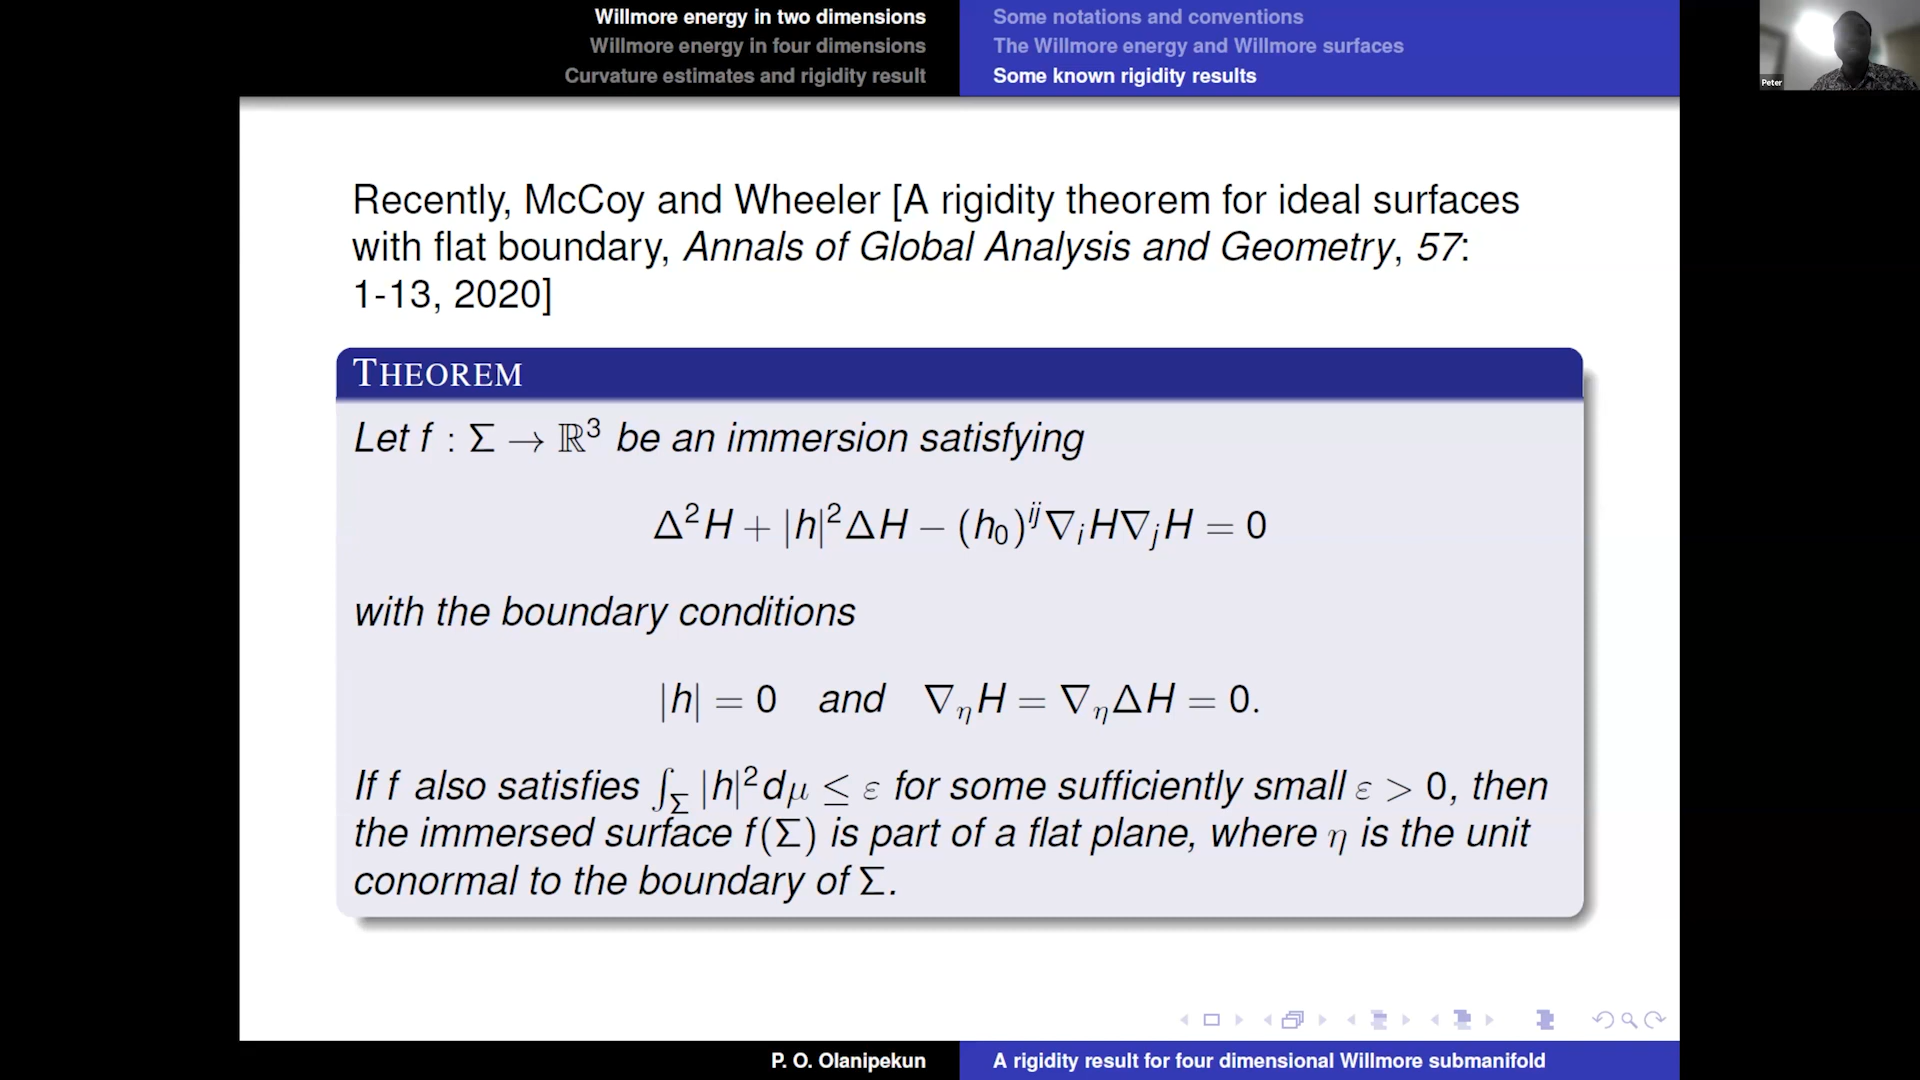 Willmore energy in two dimensions
Willmore energy in four dimensions
Curvature estimates and rigidity result
Some notations and conventions
The Willmore energy and Willmore surfaces
Some known rigidity results
Peter
Recently, McCoy and Wheeler [A rigidity theorem for ideal surfaces
with flat boundary, Annals of Global Analysis and Geometry, 57:
1-13, 2020]
THEOREM
Let f : Σ → ℝ³ be an immersion satisfying
Δ²H + |h|²ΔH − (h₀)^{ij}∇ᵢH∇ⱼH = 0
with the boundary conditions
|h| = 0 and ∇_ηH = ∇_ηΔH = 0.
If f also satisfies ∫_Σ |h|²dμ ≤ ε for some sufficiently small ε > 0, then
the immersed surface f(Σ) is part of a flat plane, where η is the unit
conormal to the boundary of Σ.
P. O. Olanipekun
A rigidity result for four dimensional Willmore submanifold